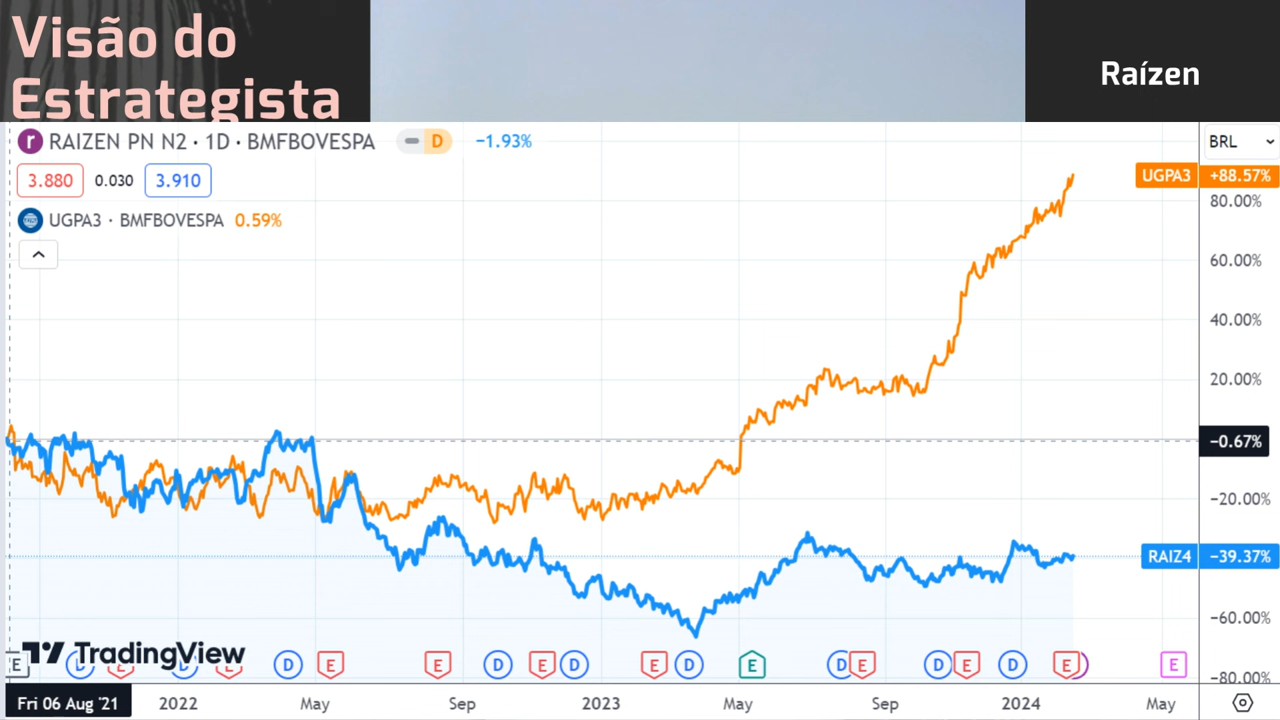 Visão do
Estrategista
Raízen
r RAIZEN PN N2 · 1D · BMFBOVESPA D −1.93%
BRL
3.880 0.030 3.910
UGPA3 +88.57%
UGPA3 · BMFBOVESPA 0.59%
80.00%
60.00%
40.00%
20.00%
−0.67%
−20.00%
RAIZ4 −39.37%
−60.00%
−80.00%
TradingView
E D E D E D E E D E D E D E D E D E D E E
Fri 06 Aug '21 2022 May Sep 2023 May Sep 2024 May